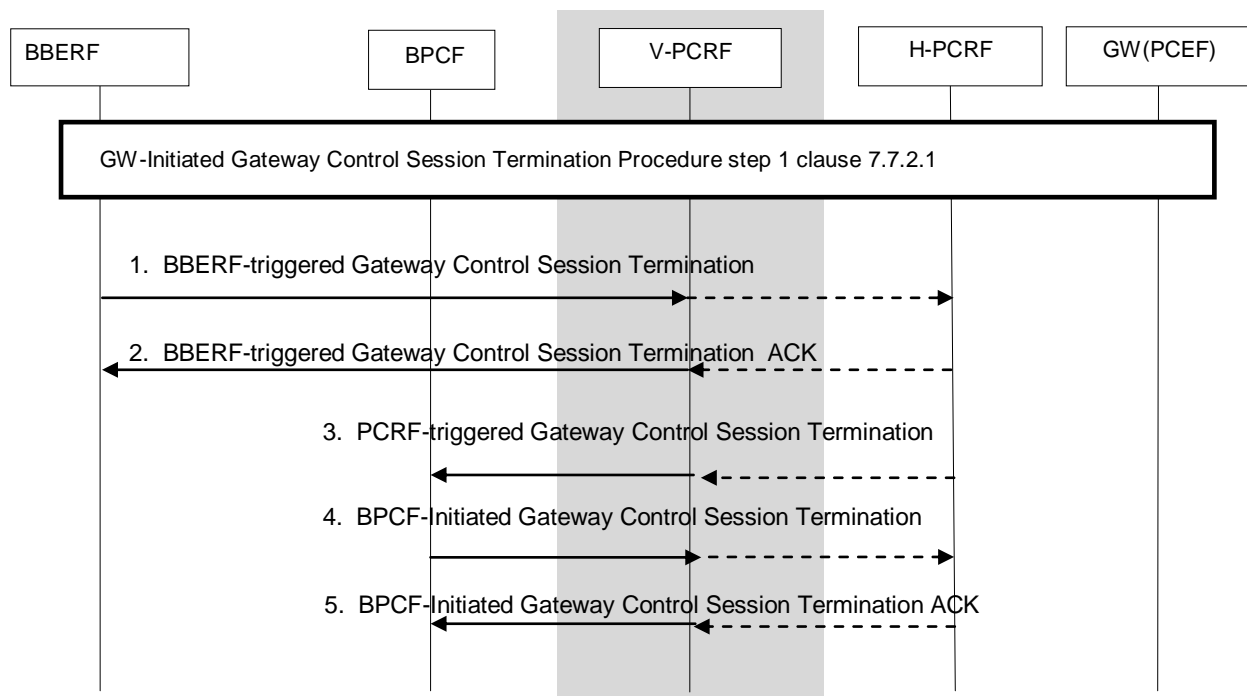 BBERF
BPCF
V-PCRF
H-PCRF
GW(PCEF)
GW-Initiated Gateway Control Session Termination Procedure step 1 clause 7.7.2.1
1. BBERF-triggered Gateway Control Session Termination
2. BBERF-triggered Gateway Control Session Termination ACK
3. PCRF-triggered Gateway Control Session Termination
4. BPCF-Initiated Gateway Control Session Termination
5. BPCF-Initiated Gateway Control Session Termination ACK